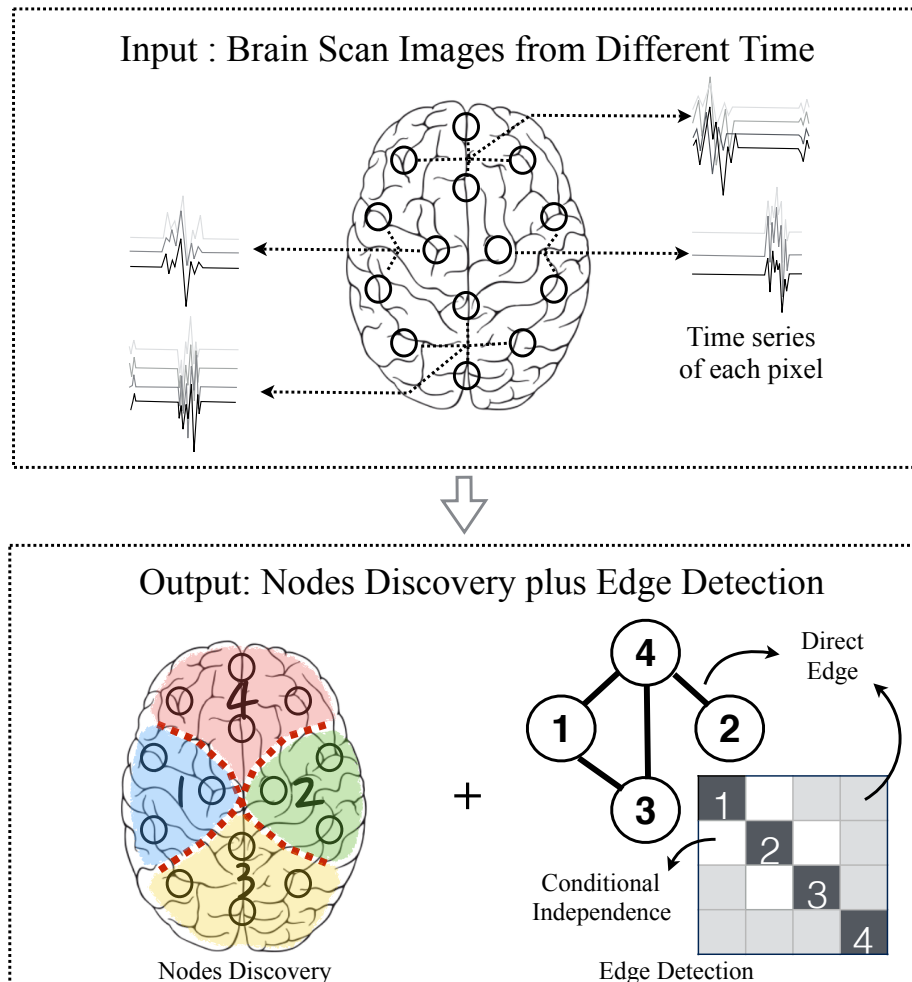 Input : Brain Scan Images from Different Time
Time series
of each pixel
Output: Nodes Discovery plus Edge Detection
4
1
2
3
Nodes Discovery
+
4
1
2
3
Direct
Edge
1
2
3
4
Conditional
Independence
Edge Detection